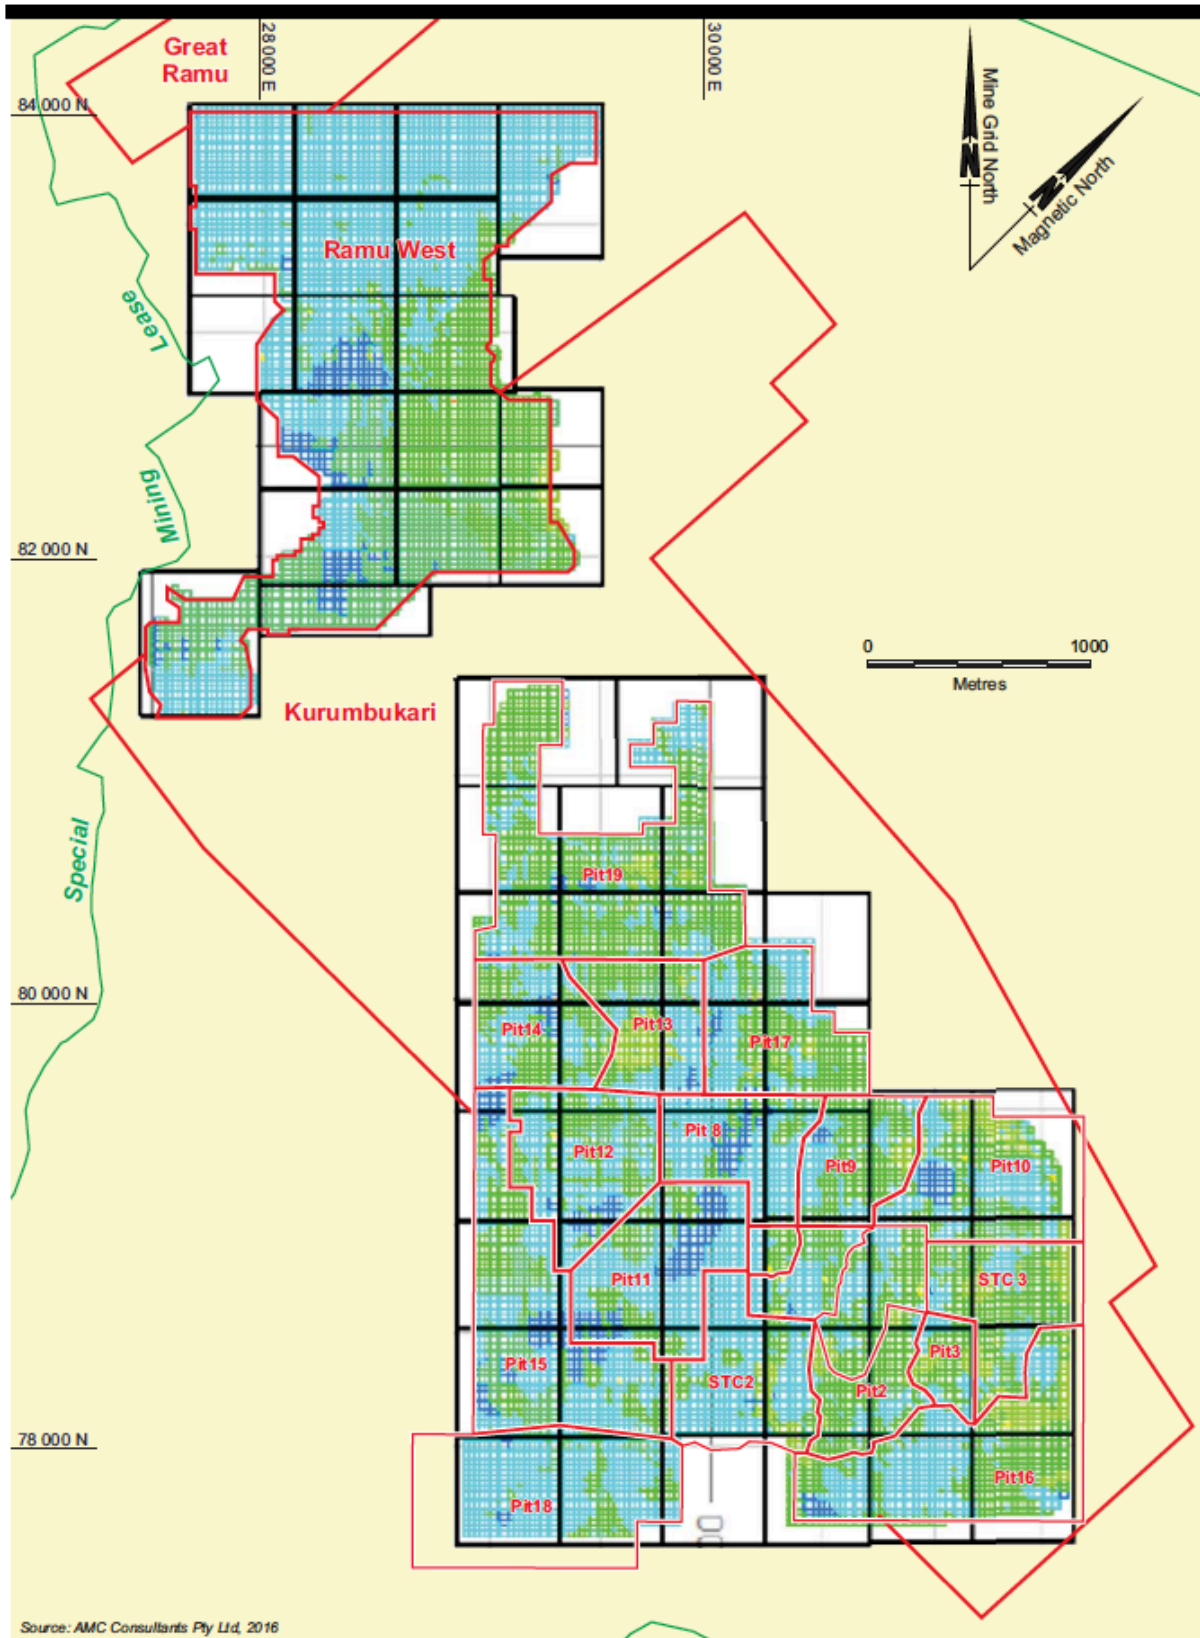 Great
Ramu
28 000 E
30 000 E
84 000 N
Mine Grid North
N
N
Magnetic North
Ramu West
Lease
Mining
82 000 N
0
1000
Metres
Kurumbukari
Special
Pit19
80 000 N
Pit14
Pit13
Pit17
Pit12
Pit 8
Pit9
Pit10
Pit11
STC 3
Pit15
STC2
Pit3
Pit2
78 000 N
Pit18
Pit16
Source: AMC Consultants Pty Ltd, 2016